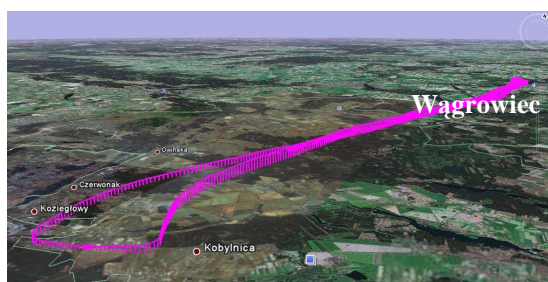 Wągrowiec
Owińska
Czerwonak
Koziegłowy
Kobylnica